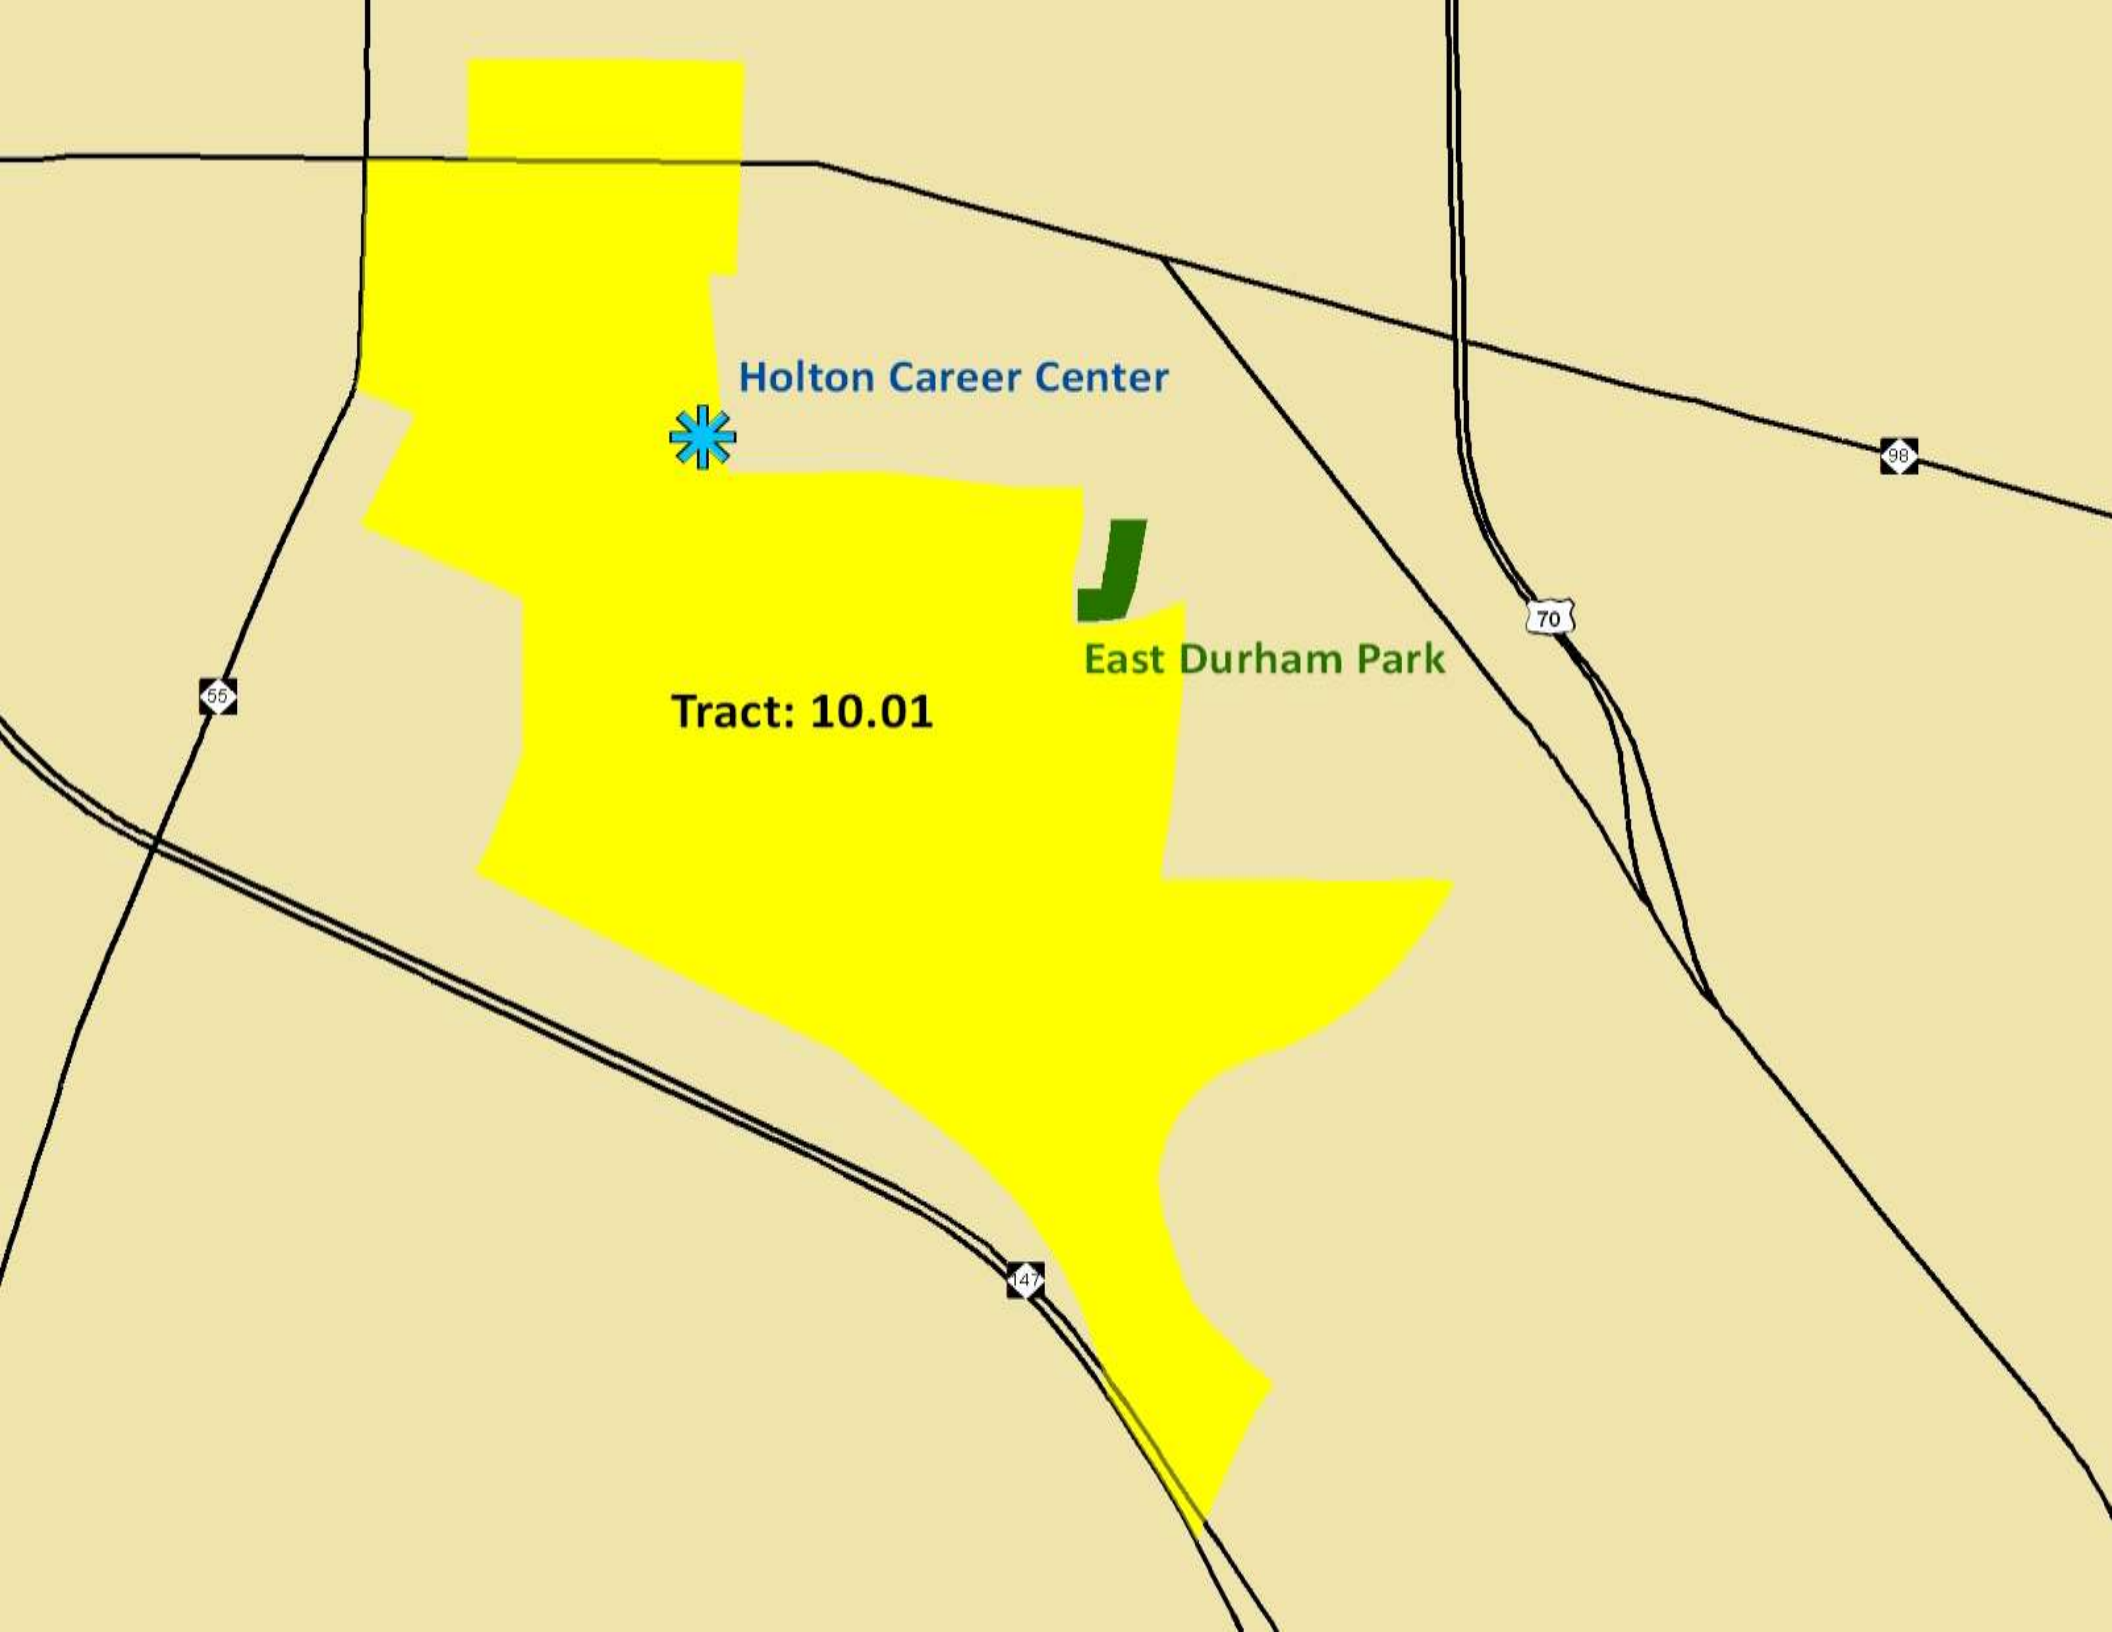 Holton Career Center
98
70
East Durham Park
55
Tract: 10.01
147